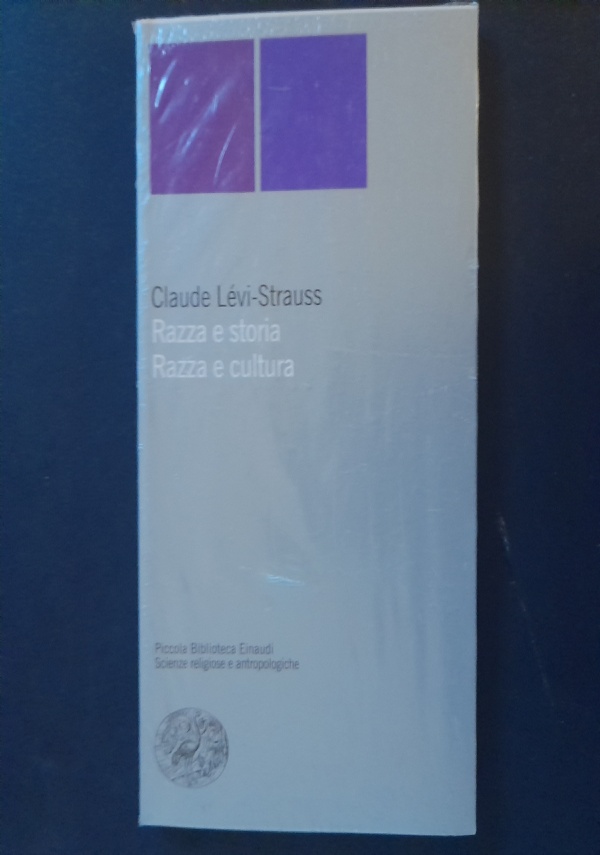 Claude Lévi-Strauss
Razza e storia
Razza e cultura
Piccola Biblioteca Einaudi
Scienze religiose e antropologiche